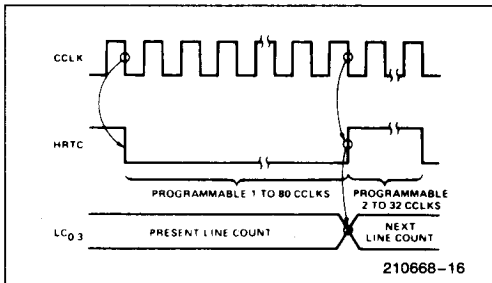 CCLK
HRTC
PROGRAMMABLE 1 TO 80 CCLKS
PROGRAMMABLE
2 TO 32 CCLKS
LC0 3
PRESENT LINE COUNT
NEXT
LINE COUNT
210668-16